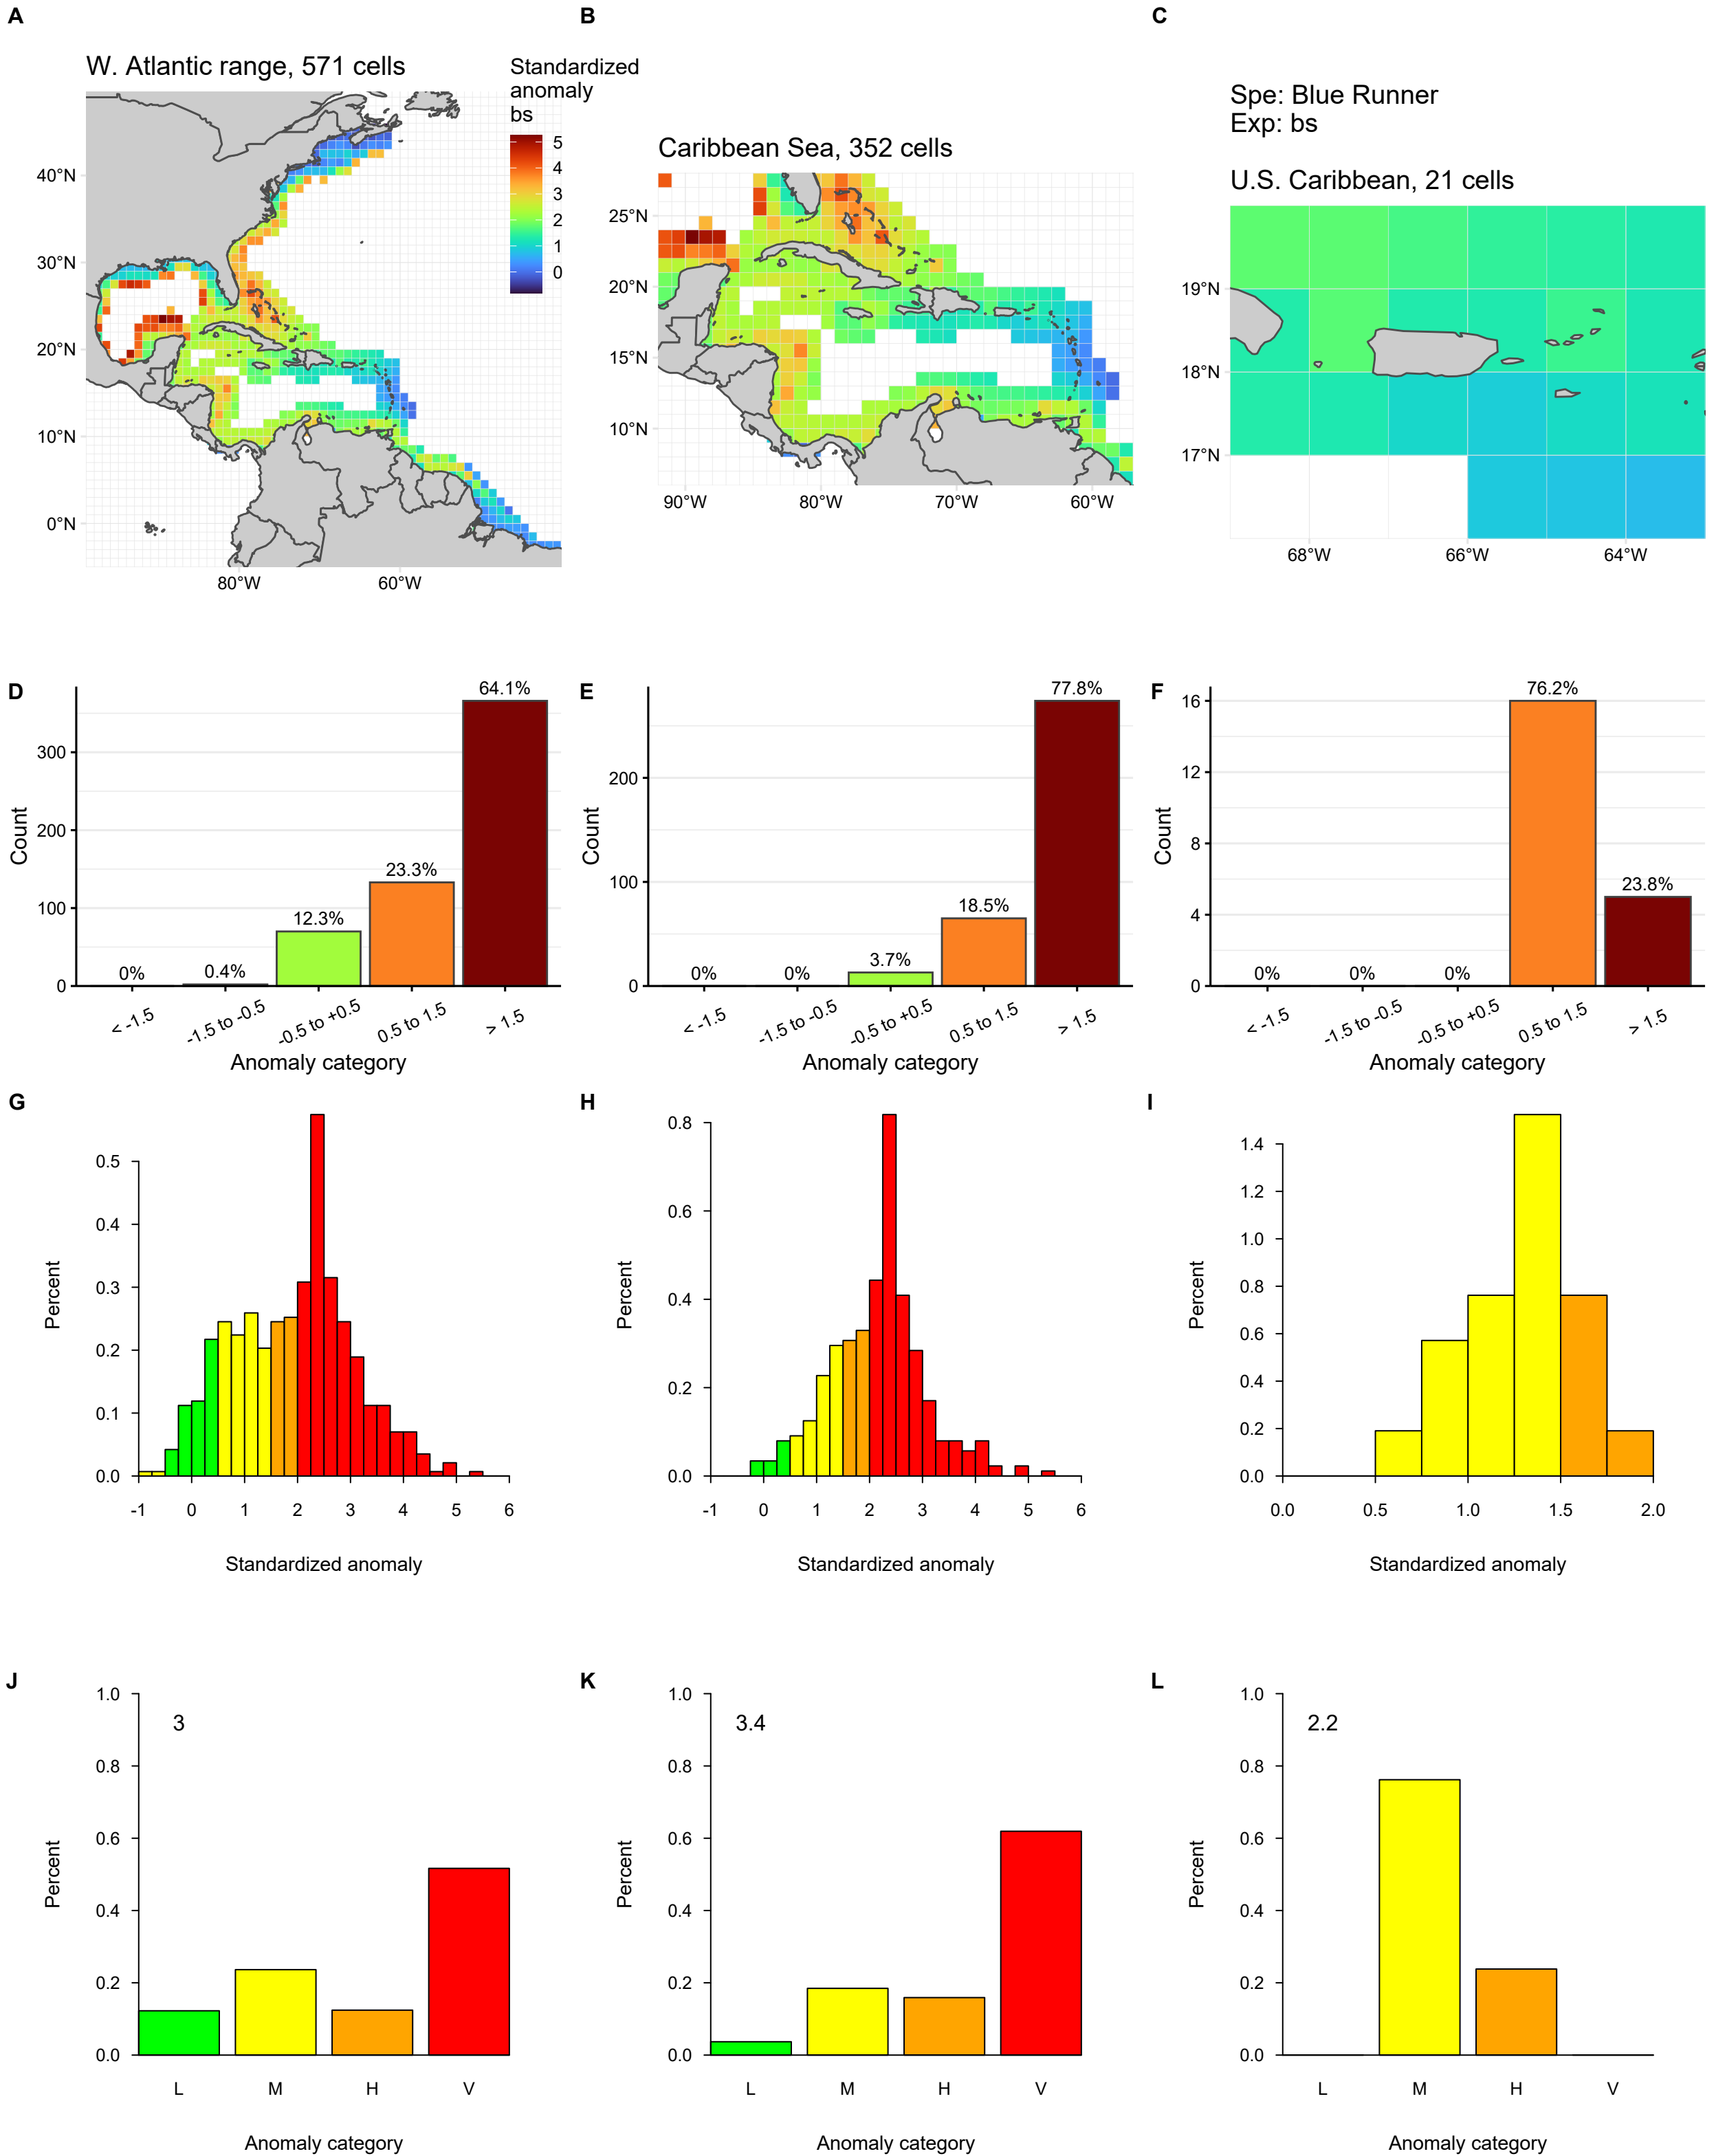 A
B
C
W. Atlantic range, 571 cells
Standardized
anomaly
bs
5
4
3
2
1
0
40°N
30°N
20°N
10°N
0°N
80°W
60°W
Caribbean Sea, 352 cells
25°N
20°N
15°N
10°N
90°W
80°W
70°W
60°W
Spe: Blue Runner
Exp: bs
U.S. Caribbean, 21 cells
19°N
18°N
17°N
68°W
66°W
64°W
D
Count
300
200
100
0
0%
0.4%
12.3%
23.3%
64.1%
< -1.5
-1.5 to -0.5
-0.5 to +0.5
0.5 to 1.5
> 1.5
Anomaly category
E
Count
200
100
0
0%
0%
3.7%
18.5%
77.8%
< -1.5
-1.5 to -0.5
-0.5 to +0.5
0.5 to 1.5
> 1.5
Anomaly category
F
Count
16
12
8
4
0
0%
0%
0%
76.2%
23.8%
< -1.5
-1.5 to -0.5
-0.5 to +0.5
0.5 to 1.5
> 1.5
Anomaly category
G
Percent
0.5
0.4
0.3
0.2
0.1
0.0
-1
0
1
2
3
4
5
6
Standardized anomaly
H
Percent
0.8
0.6
0.4
0.2
0.0
-1
0
1
2
3
4
5
6
Standardized anomaly
I
Percent
1.4
1.2
1.0
0.8
0.6
0.4
0.2
0.0
0.0
0.5
1.0
1.5
2.0
Standardized anomaly
J
3
Percent
1.0
0.8
0.6
0.4
0.2
0.0
L
M
H
V
Anomaly category
K
3.4
Percent
1.0
0.8
0.6
0.4
0.2
0.0
L
M
H
V
Anomaly category
L
2.2
Percent
1.0
0.8
0.6
0.4
0.2
0.0
L
M
H
V
Anomaly category